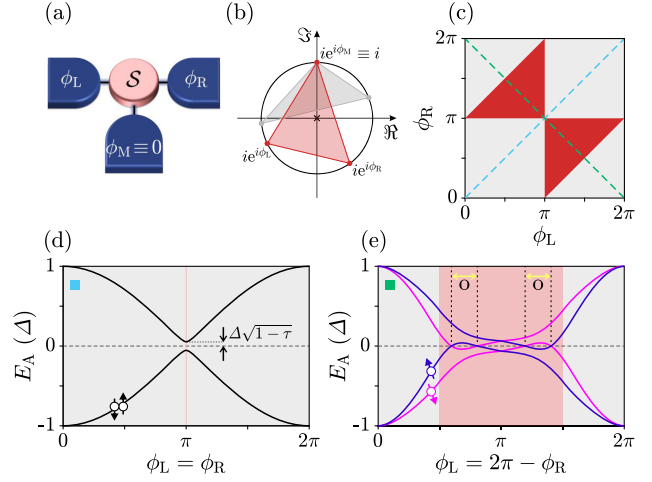 (a)
ϕL
S
ϕR
ϕM ≡ 0
(b)
ℑ
ie^{iϕM} ≡ i
ℜ
ie^{iϕL}
ie^{iϕR}
(c)
2π
π
0
ϕR
0
π
2π
ϕL
(d)
1
0
-1
EA (Δ)
Δ√1−τ
0
π
2π
ϕL = ϕR
(e)
1
0
-1
EA (Δ)
O
O
0
π
2π
ϕL = 2π − ϕR